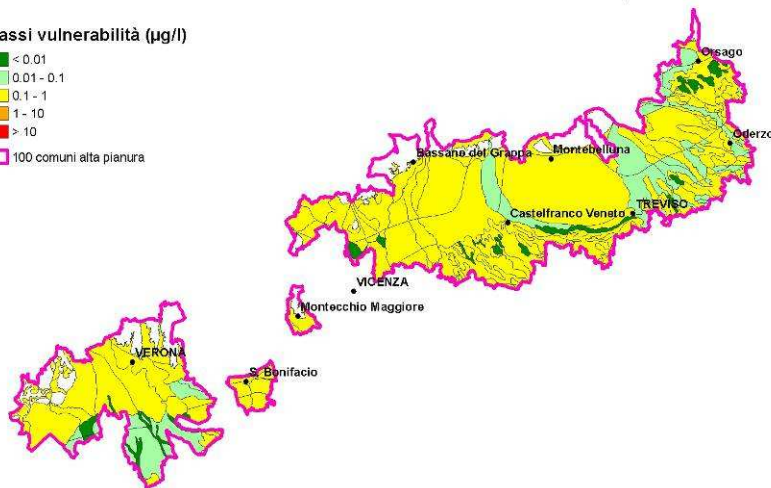 assi vulnerabilità (µg/l)
< 0.01
0.01 - 0.1
0.1 - 1
1 - 10
> 10
100 comuni alta pianura
Orsago
Oderzo
Bassano del Grappa
Montebelluna
Castelfranco Veneto
TREVISO
VICENZA
Montecchio Maggiore
VERONA
S. Bonifacio